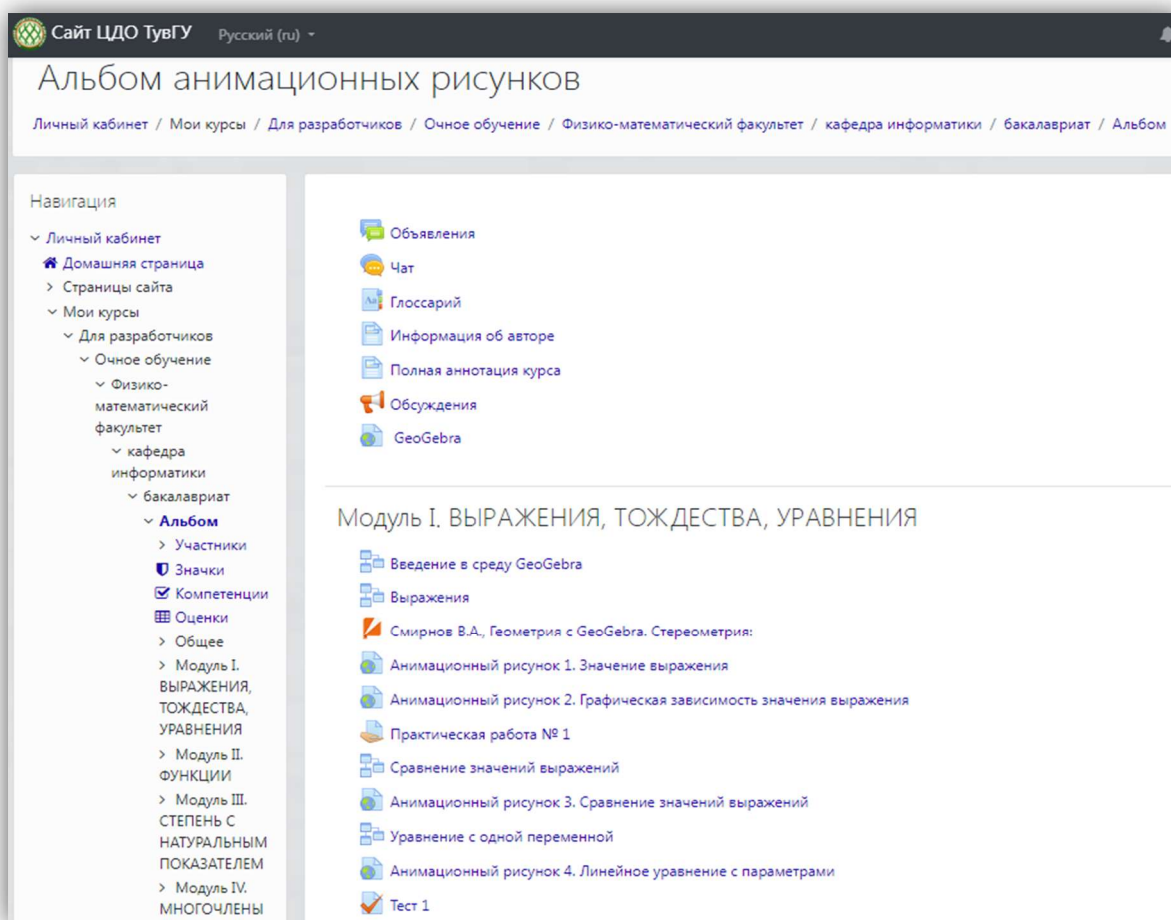 Сайт ЦДО ТувГУ Русский (ru)
Альбом анимационных рисунков
Личный кабинет / Мои курсы / Для разработчиков / Очное обучение / Физико-математический факультет / кафедра информатики / бакалавриат / Альбом
Навигация
Личный кабинет
Домашняя страница
Страницы сайта
Мои курсы
Для разработчиков
Очное обучение
Физико-
математический
факультет
кафедра
информатики
бакалавриат
Альбом
Участники
Значки
Компетенции
Оценки
Общее
Модуль I.
ВЫРАЖЕНИЯ,
ТОЖДЕСТВА,
УРАВНЕНИЯ
Модуль II.
ФУНКЦИИ
Модуль III.
СТЕПЕНЬ С
НАТУРАЛЬНЫМ
ПОКАЗАТЕЛЕМ
Модуль IV.
МНОГОЧЛЕНЫ
Объявления
Чат
Глоссарий
Информация об авторе
Полная аннотация курса
Обсуждения
GeoGebra
Модуль I. ВЫРАЖЕНИЯ, ТОЖДЕСТВА, УРАВНЕНИЯ
Введение в среду GeoGebra
Выражения
Смирнов В.А., Геометрия с GeoGebra. Стереометрия:
Анимационный рисунок 1. Значение выражения
Анимационный рисунок 2. Графическая зависимость значения выражения
Практическая работа № 1
Сравнение значений выражений
Анимационный рисунок 3. Сравнение значений выражений
Уравнение с одной переменной
Анимационный рисунок 4. Линейное уравнение с параметрами
Тест 1